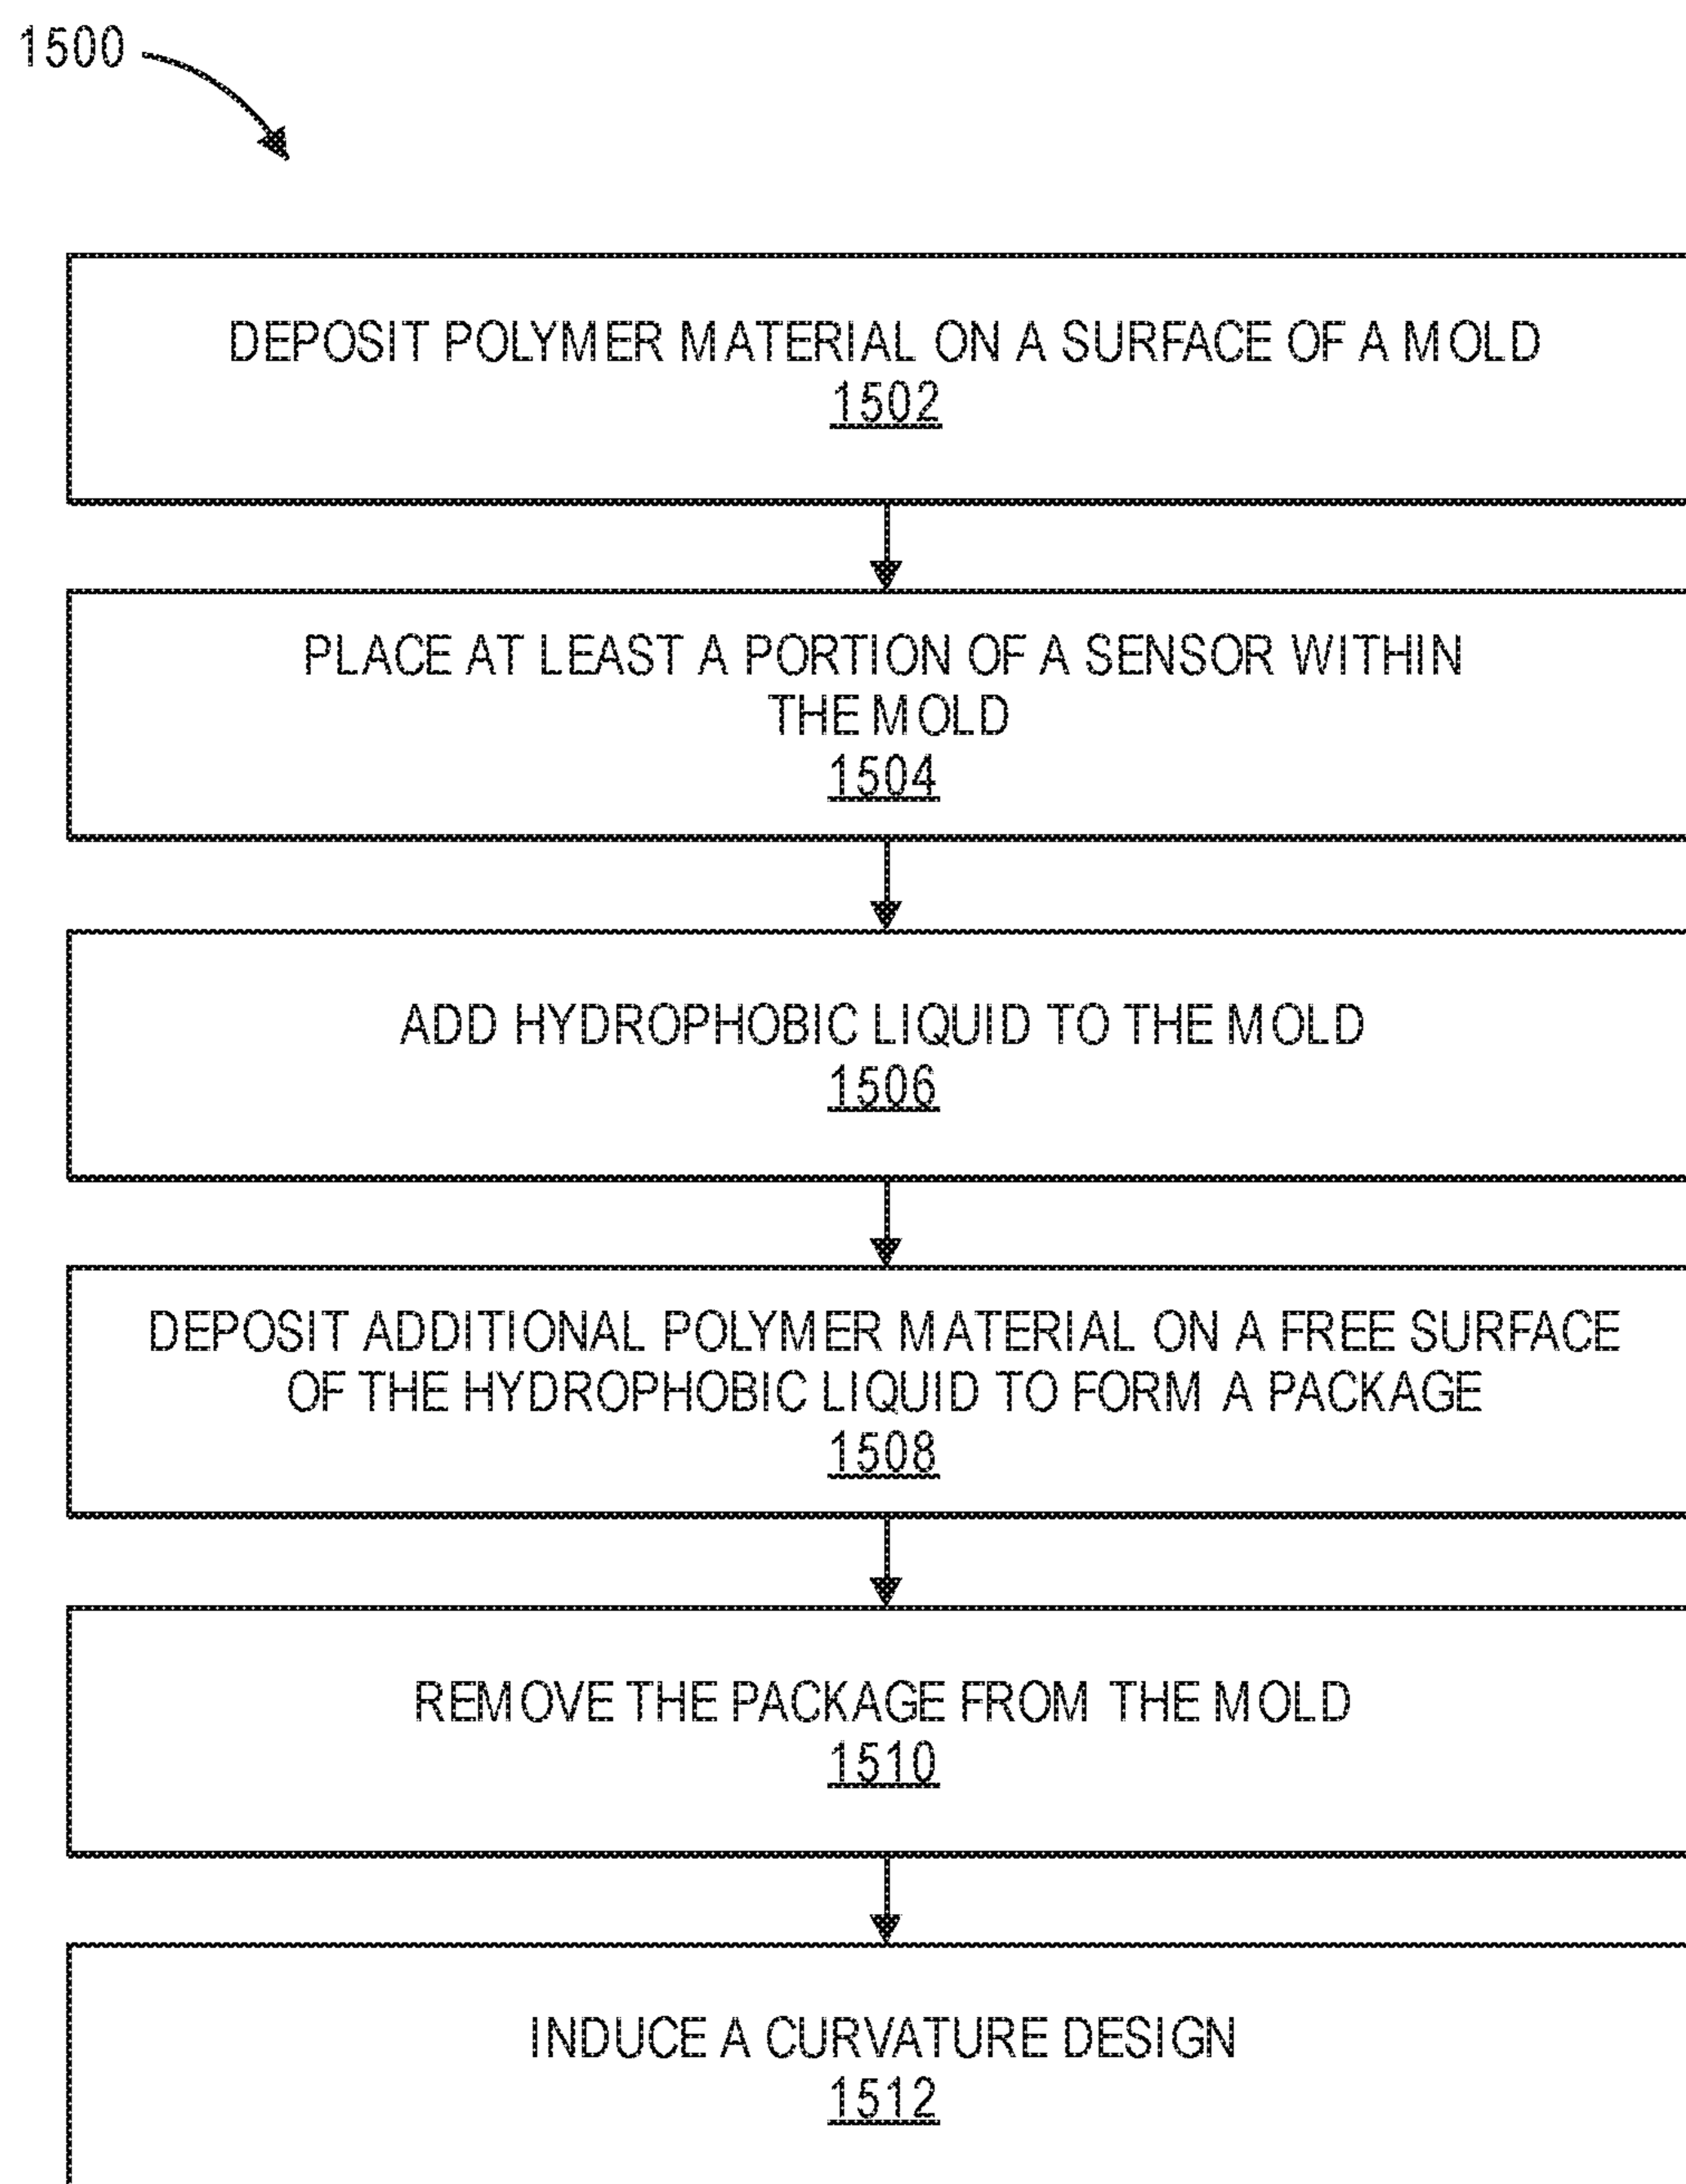 1500
DEPOSIT POLYMER MATERIAL ON A SURFACE OF A MOLD
1502
PLACE AT LEAST A PORTION OF A SENSOR WITHIN
THE MOLD
1504
ADD HYDROPHOBIC LIQUID TO THE MOLD
1506
DEPOSIT ADDITIONAL POLYMER MATERIAL ON A FREE SURFACE
OF THE HYDROPHOBIC LIQUID TO FORM A PACKAGE
1508
REMOVE THE PACKAGE FROM THE MOLD
1510
INDUCE A CURVATURE DESIGN
1512